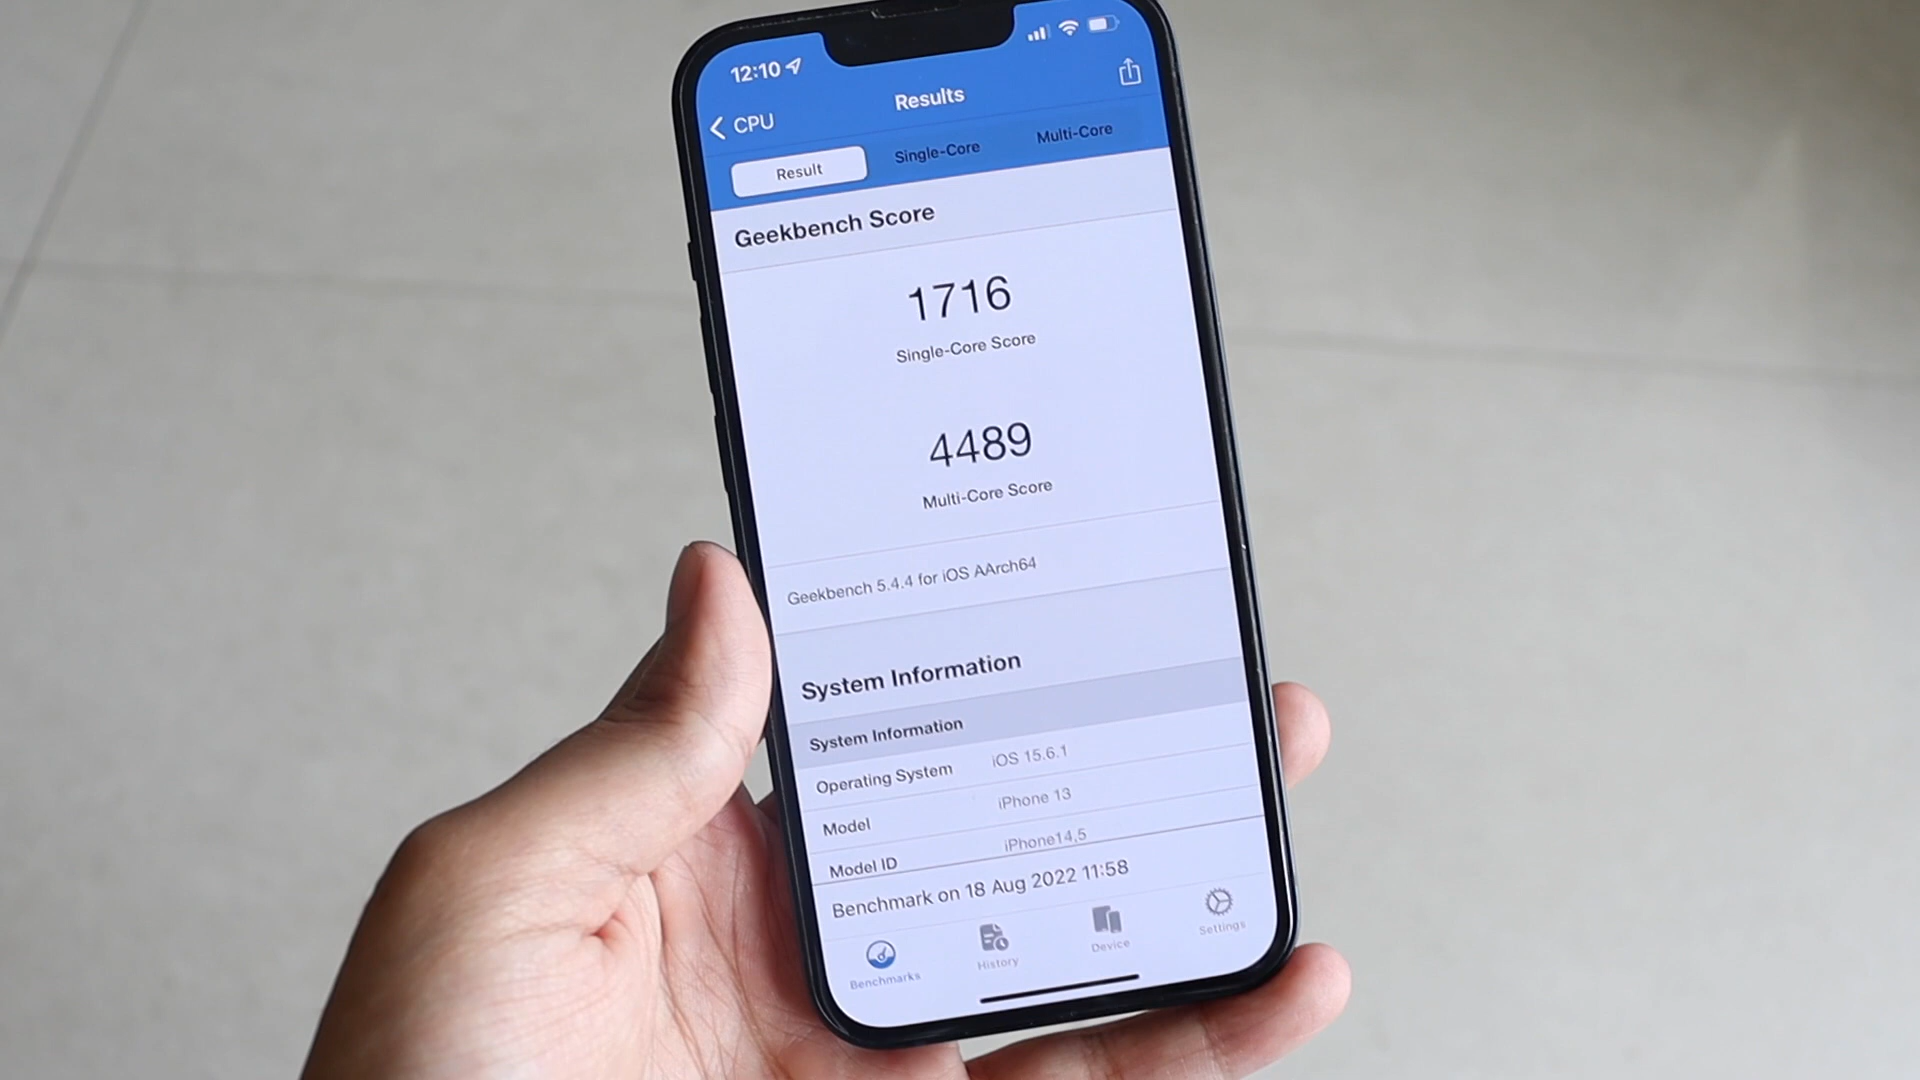 12:10
CPU
Results
Result
Single-Core
Multi-Core
Geekbench Score
1716
Single-Core Score
4489
Multi-Core Score
Geekbench 5.4.4 for iOS AArch64
System Information
System Information
Operating System iOS 15.6.1
Model iPhone 13
Model ID iPhone14,5
Benchmark on 18 Aug 2022 11:58
Benchmarks
History
Device
Settings